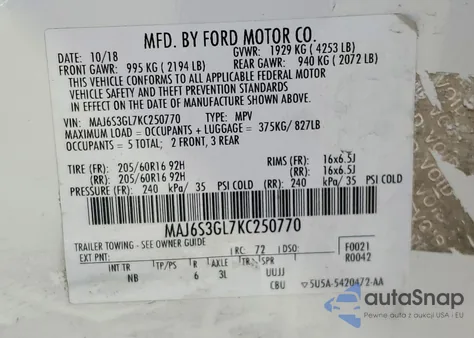 MFD. BY FORD MOTOR CO.
DATE: 10/18 GVWR: 1929 KG ( 4253 LB)
FRONT GAWR: 995 KG ( 2194 LB) REAR GAWR: 940 KG ( 2072 LB)
THIS VEHICLE CONFORMS TO ALL APPLICABLE FEDERAL MOTOR
VEHICLE SAFETY AND THEFT PREVENTION STANDARDS
IN EFFECT ON THE DATE OF MANUFACTURE SHOWN ABOVE.
VIN: MAJ6S3GL7KC250770 TYPE: MPV
MAXIMUM LOAD = OCCUPANTS + LUGGAGE = 375KG/ 827LB
OCCUPANTS = 5 TOTAL; 2 FRONT, 3 REAR
TIRE (FR): 205/60R16 92H RIMS (FR): 16x6.5J
(RR): 205/60R16 92H (RR): 16x6.5J
PRESSURE (FR): 240 kPa/ 35 PSI COLD (RR): 240 kPa/ 35 PSI COLD
MAJ6S3GL7KC250770
TRAILER TOWING - SEE OWNER GUIDE
EXT PNT: RC: 72 DSO: F0021
R0042
INT TR TP/PS R AXLE TR SPR
NB 6 3L UUJJ
CBU 5U5A-5420472-AA
VOID
autoSnap
Pewne auta z USA i EU